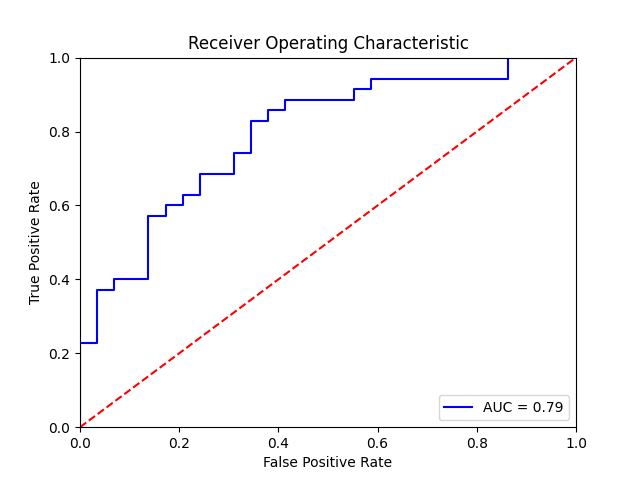 Receiver Operating Characteristic
True Positive Rate
1.0
0.8
0.6
0.4
0.2
0.0
AUC = 0.79
0.0 0.2 0.4 0.6 0.8 1.0
False Positive Rate